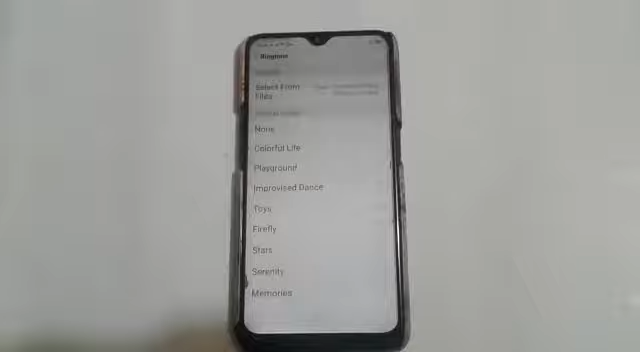 Ringtone
Select From
Files
None
Colorful Life
Playground
Improvised Dance
Toys
Firefly
Stars
Serenity
Memories